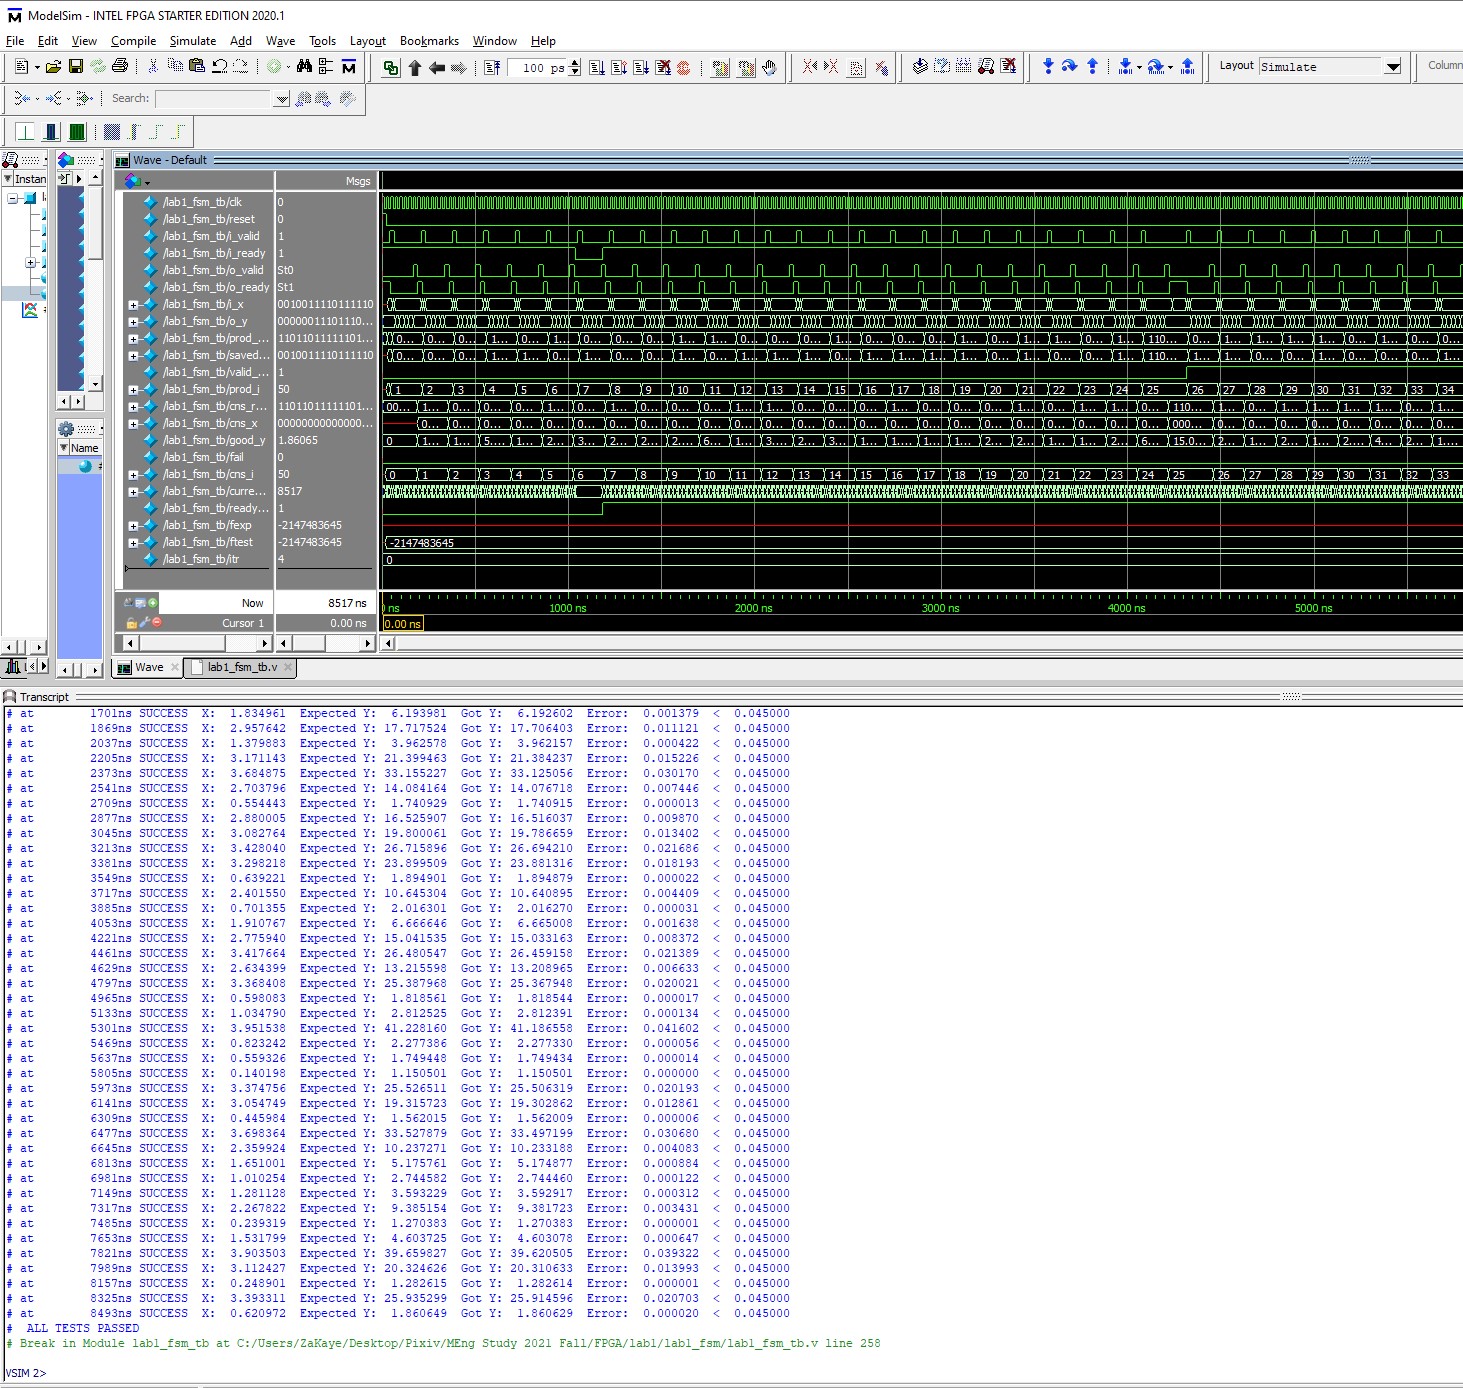 ModelSim - INTEL FPGA STARTER EDITION 2020.1
File Edit View Compile Simulate Add Wave Tools Layout Bookmarks Window Help
100 ps
Layout Simulate
Column
Search:
Wave - Default
Instan
Name
Msgs
/lab1_fsm_tb/clk 0
/lab1_fsm_tb/reset 0
/lab1_fsm_tb/i_valid 1
/lab1_fsm_tb/i_ready 1
/lab1_fsm_tb/o_valid St0
/lab1_fsm_tb/o_ready St1
/lab1_fsm_tb/i_x 0010011110111110
/lab1_fsm_tb/o_y 00000011101110...
/lab1_fsm_tb/prod_... 11011011111101...
/lab1_fsm_tb/saved... 0010011110111110
/lab1_fsm_tb/valid_... 1
/lab1_fsm_tb/prod_i 50 1 2 3 4 5 6 7 8 9 10 11 12 13 14 15 16 17 18 19 20 21 22 23 24 25 26 27 28 29 30 31 32 33 34
/lab1_fsm_tb/cns_r... 11011011111101...
/lab1_fsm_tb/cns_x 00000000000000...
/lab1_fsm_tb/good_y 1.86065
/lab1_fsm_tb/fail 0
/lab1_fsm_tb/cns_i 50 0 1 2 3 4 5 6 7 8 9 10 11 12 13 14 15 16 17 18 19 20 21 22 23 24 25 26 27 28 29 30 31 32 33
/lab1_fsm_tb/curre... 8517
/lab1_fsm_tb/ready... 1
/lab1_fsm_tb/fexp -2147483645
/lab1_fsm_tb/ftest -2147483645 -2147483645
/lab1_fsm_tb/itr 4 0
Now 8517 ns ns 1000 ns 2000 ns 3000 ns 4000 ns 5000 ns
Cursor 1 0.00 ns 0.00 ns
Wave lab1_fsm_tb.v
Transcript
# at 1701ns SUCCESS X: 1.834961 Expected Y: 6.193981 Got Y: 6.192602 Error: 0.001379 < 0.045000
# at 1869ns SUCCESS X: 2.957642 Expected Y: 17.717524 Got Y: 17.706403 Error: 0.011121 < 0.045000
# at 2037ns SUCCESS X: 1.379883 Expected Y: 3.962578 Got Y: 3.962157 Error: 0.000422 < 0.045000
# at 2205ns SUCCESS X: 3.171143 Expected Y: 21.399463 Got Y: 21.384237 Error: 0.015226 < 0.045000
# at 2373ns SUCCESS X: 3.684875 Expected Y: 33.155227 Got Y: 33.125056 Error: 0.030170 < 0.045000
# at 2541ns SUCCESS X: 2.703796 Expected Y: 14.084164 Got Y: 14.076718 Error: 0.007446 < 0.045000
# at 2709ns SUCCESS X: 0.554443 Expected Y: 1.740929 Got Y: 1.740915 Error: 0.000013 < 0.045000
# at 2877ns SUCCESS X: 2.880005 Expected Y: 16.525907 Got Y: 16.516037 Error: 0.009870 < 0.045000
# at 3045ns SUCCESS X: 3.082764 Expected Y: 19.800061 Got Y: 19.786659 Error: 0.013402 < 0.045000
# at 3213ns SUCCESS X: 3.428040 Expected Y: 26.715896 Got Y: 26.694210 Error: 0.021686 < 0.045000
# at 3381ns SUCCESS X: 3.298218 Expected Y: 23.899509 Got Y: 23.881316 Error: 0.018193 < 0.045000
# at 3549ns SUCCESS X: 0.639221 Expected Y: 1.894901 Got Y: 1.894879 Error: 0.000022 < 0.045000
# at 3717ns SUCCESS X: 2.401550 Expected Y: 10.645304 Got Y: 10.640895 Error: 0.004409 < 0.045000
# at 3885ns SUCCESS X: 0.701355 Expected Y: 2.016301 Got Y: 2.016270 Error: 0.000031 < 0.045000
# at 4053ns SUCCESS X: 1.910767 Expected Y: 6.666646 Got Y: 6.665008 Error: 0.001638 < 0.045000
# at 4221ns SUCCESS X: 2.775940 Expected Y: 15.041535 Got Y: 15.033163 Error: 0.008372 < 0.045000
# at 4461ns SUCCESS X: 3.417664 Expected Y: 26.480547 Got Y: 26.459158 Error: 0.021389 < 0.045000
# at 4629ns SUCCESS X: 2.634399 Expected Y: 13.215598 Got Y: 13.208965 Error: 0.006633 < 0.045000
# at 4797ns SUCCESS X: 3.368408 Expected Y: 25.387968 Got Y: 25.367948 Error: 0.020021 < 0.045000
# at 4965ns SUCCESS X: 0.598083 Expected Y: 1.818561 Got Y: 1.818544 Error: 0.000017 < 0.045000
# at 5133ns SUCCESS X: 1.034790 Expected Y: 2.812525 Got Y: 2.812391 Error: 0.000134 < 0.045000
# at 5301ns SUCCESS X: 3.951538 Expected Y: 41.228160 Got Y: 41.186558 Error: 0.041602 < 0.045000
# at 5469ns SUCCESS X: 0.823242 Expected Y: 2.277386 Got Y: 2.277330 Error: 0.000056 < 0.045000
# at 5637ns SUCCESS X: 0.559326 Expected Y: 1.749448 Got Y: 1.749434 Error: 0.000014 < 0.045000
# at 5805ns SUCCESS X: 0.140198 Expected Y: 1.150501 Got Y: 1.150501 Error: 0.000000 < 0.045000
# at 5973ns SUCCESS X: 3.374756 Expected Y: 25.526511 Got Y: 25.506319 Error: 0.020193 < 0.045000
# at 6141ns SUCCESS X: 3.054749 Expected Y: 19.315723 Got Y: 19.302862 Error: 0.012861 < 0.045000
# at 6309ns SUCCESS X: 0.445984 Expected Y: 1.562015 Got Y: 1.562009 Error: 0.000006 < 0.045000
# at 6477ns SUCCESS X: 3.698364 Expected Y: 33.527879 Got Y: 33.497199 Error: 0.030680 < 0.045000
# at 6645ns SUCCESS X: 2.359924 Expected Y: 10.237271 Got Y: 10.233188 Error: 0.004083 < 0.045000
# at 6813ns SUCCESS X: 1.651001 Expected Y: 5.175761 Got Y: 5.174877 Error: 0.000884 < 0.045000
# at 6981ns SUCCESS X: 1.010254 Expected Y: 2.744582 Got Y: 2.744460 Error: 0.000122 < 0.045000
# at 7149ns SUCCESS X: 1.281128 Expected Y: 3.593229 Got Y: 3.592917 Error: 0.000312 < 0.045000
# at 7317ns SUCCESS X: 2.267822 Expected Y: 9.385154 Got Y: 9.381723 Error: 0.003431 < 0.045000
# at 7485ns SUCCESS X: 0.239319 Expected Y: 1.270383 Got Y: 1.270383 Error: 0.000001 < 0.045000
# at 7653ns SUCCESS X: 1.531799 Expected Y: 4.603725 Got Y: 4.603078 Error: 0.000647 < 0.045000
# at 7821ns SUCCESS X: 3.903503 Expected Y: 39.659827 Got Y: 39.620505 Error: 0.039322 < 0.045000
# at 7989ns SUCCESS X: 3.112427 Expected Y: 20.324626 Got Y: 20.310633 Error: 0.013993 < 0.045000
# at 8157ns SUCCESS X: 0.248901 Expected Y: 1.282615 Got Y: 1.282614 Error: 0.000001 < 0.045000
# at 8325ns SUCCESS X: 3.393311 Expected Y: 25.935299 Got Y: 25.914596 Error: 0.020703 < 0.045000
# at 8493ns SUCCESS X: 0.620972 Expected Y: 1.860649 Got Y: 1.860629 Error: 0.000020 < 0.045000
# ALL TESTS PASSED
# Break in Module lab1_fsm_tb at C:/Users/ZaKaye/Desktop/Pixiv/MEng Study 2021 Fall/FPGA/lab1/lab1_fsm/lab1_fsm_tb.v line 258
VSIM 2>